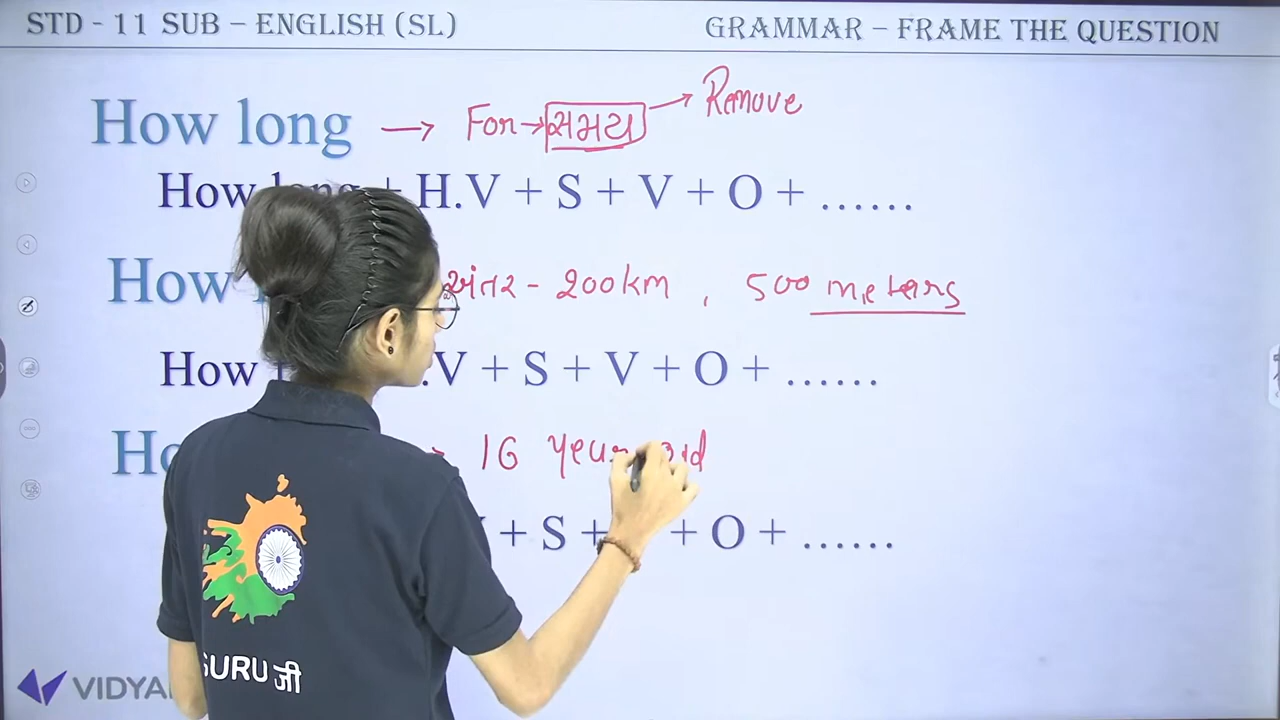 STD - 11 SUB – ENGLISH (SL)
GRAMMAR – FRAME THE QUESTION
How long → For → સમય → Remove
How long + H.V + S + V + O + ......
How અંતર - 200km , 500 meters
How .V + S + V + O + ......
Ho → 16 year old
+ S + + O + ......
GURU जी
VIDYA